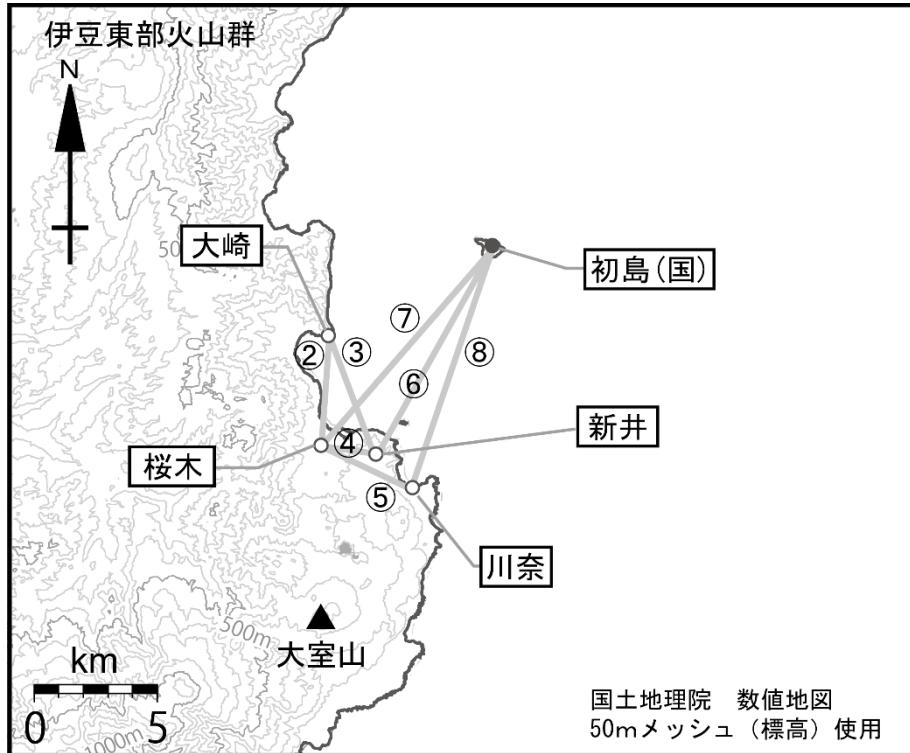 伊豆東部火山群
N
50
大崎
初島(国)
⑦
② ③
⑧
⑥
新井
④
桜木
⑤
川奈
500m
大室山
km
0 5
1000m
国土地理院 数値地図
50mメッシュ(標高)使用